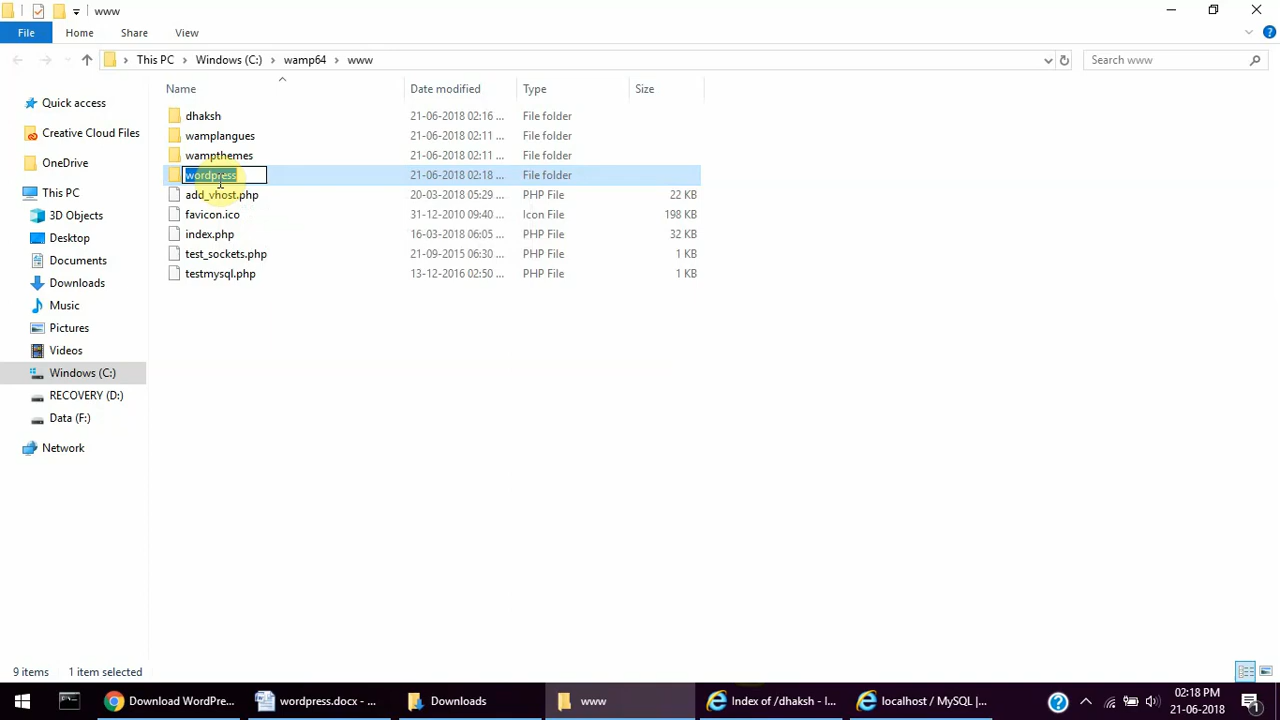 www
File Home Share View
This PC Windows (C:) wamp64 www Search www
Name Date modified Type Size
Quick access
Creative Cloud Files
OneDrive
This PC
3D Objects
Desktop
Documents
Downloads
Music
Pictures
Videos
Windows (C:)
RECOVERY (D:)
Data (F:)
Network
dhaksh 21-06-2018 02:16 ... File folder
wamplangues 21-06-2018 02:11 ... File folder
wampthemes 21-06-2018 02:11 ... File folder
wordpress 21-06-2018 02:18 ... File folder
add_vhost.php 20-03-2018 05:29 ... PHP File 22 KB
favicon.ico 31-12-2010 09:40 ... Icon File 198 KB
index.php 16-03-2018 06:05 ... PHP File 32 KB
test_sockets.php 21-09-2015 06:30 ... PHP File 1 KB
testmysql.php 13-12-2016 02:50 ... PHP File 1 KB
9 items 1 item selected
Download WordPre... wordpress.docx - ... Downloads www Index of /dhaksh - I... localhost / MySQL |... 02:18 PM
21-06-2018 1